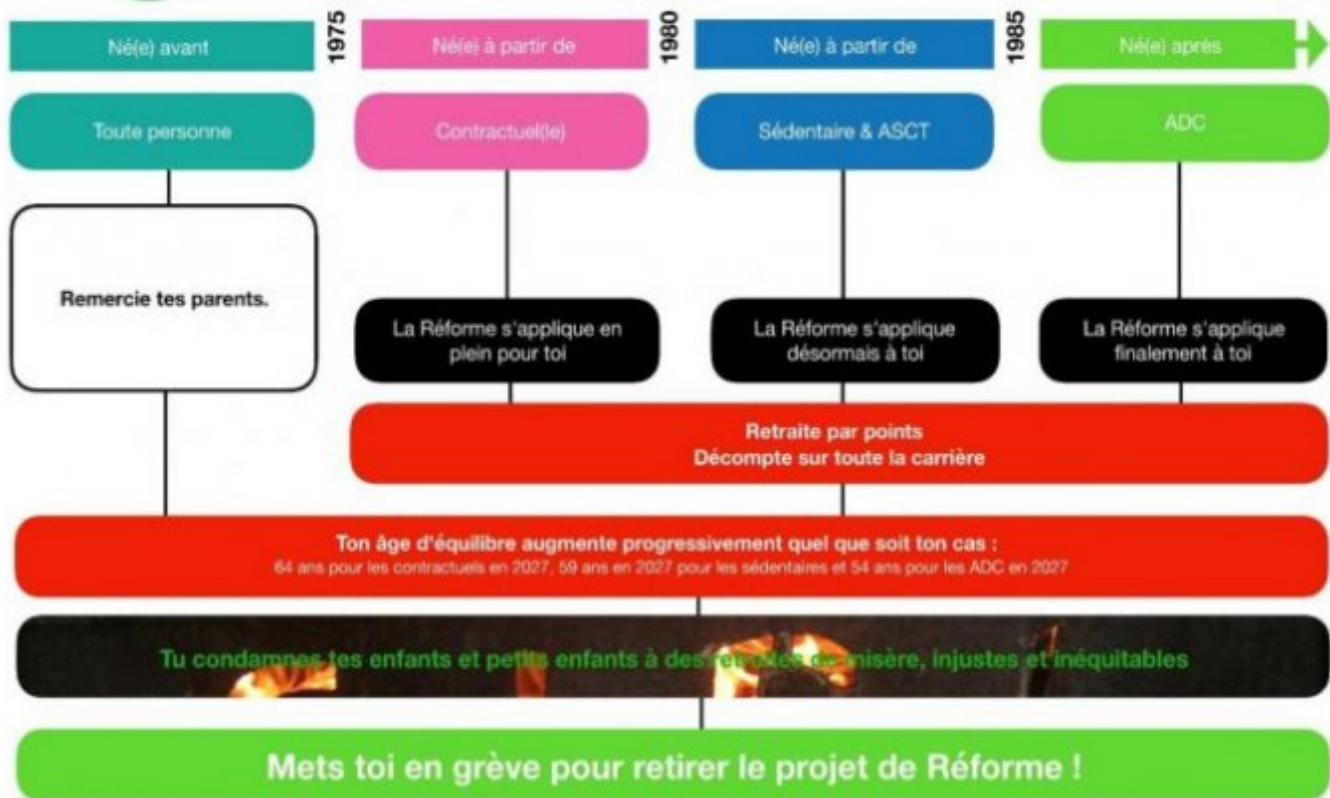 Né(e) avant
1975
Né(e) à partir de
1980
Né(e) à partir de
1985
Né(e) après
Toute personne
Contractuel(le)
Sédentaire & ASCT
ADC
Remercie tes parents.
La Réforme s'applique en
plein pour toi
La Réforme s'applique
désormais à toi
La Réforme s'applique
finalement à toi
Retraite par points
Décompte sur toute la carrière
Ton âge d'équilibre augmente progressivement quel que soit ton cas :
64 ans pour les contractuels en 2027, 59 ans en 2027 pour les sédentaires et 54 ans pour les ADC en 2027
Tu condamnes tes enfants et petits enfants à des retraites de misère, injustes et inéquitables
Mets toi en grève pour retirer le projet de Réforme !